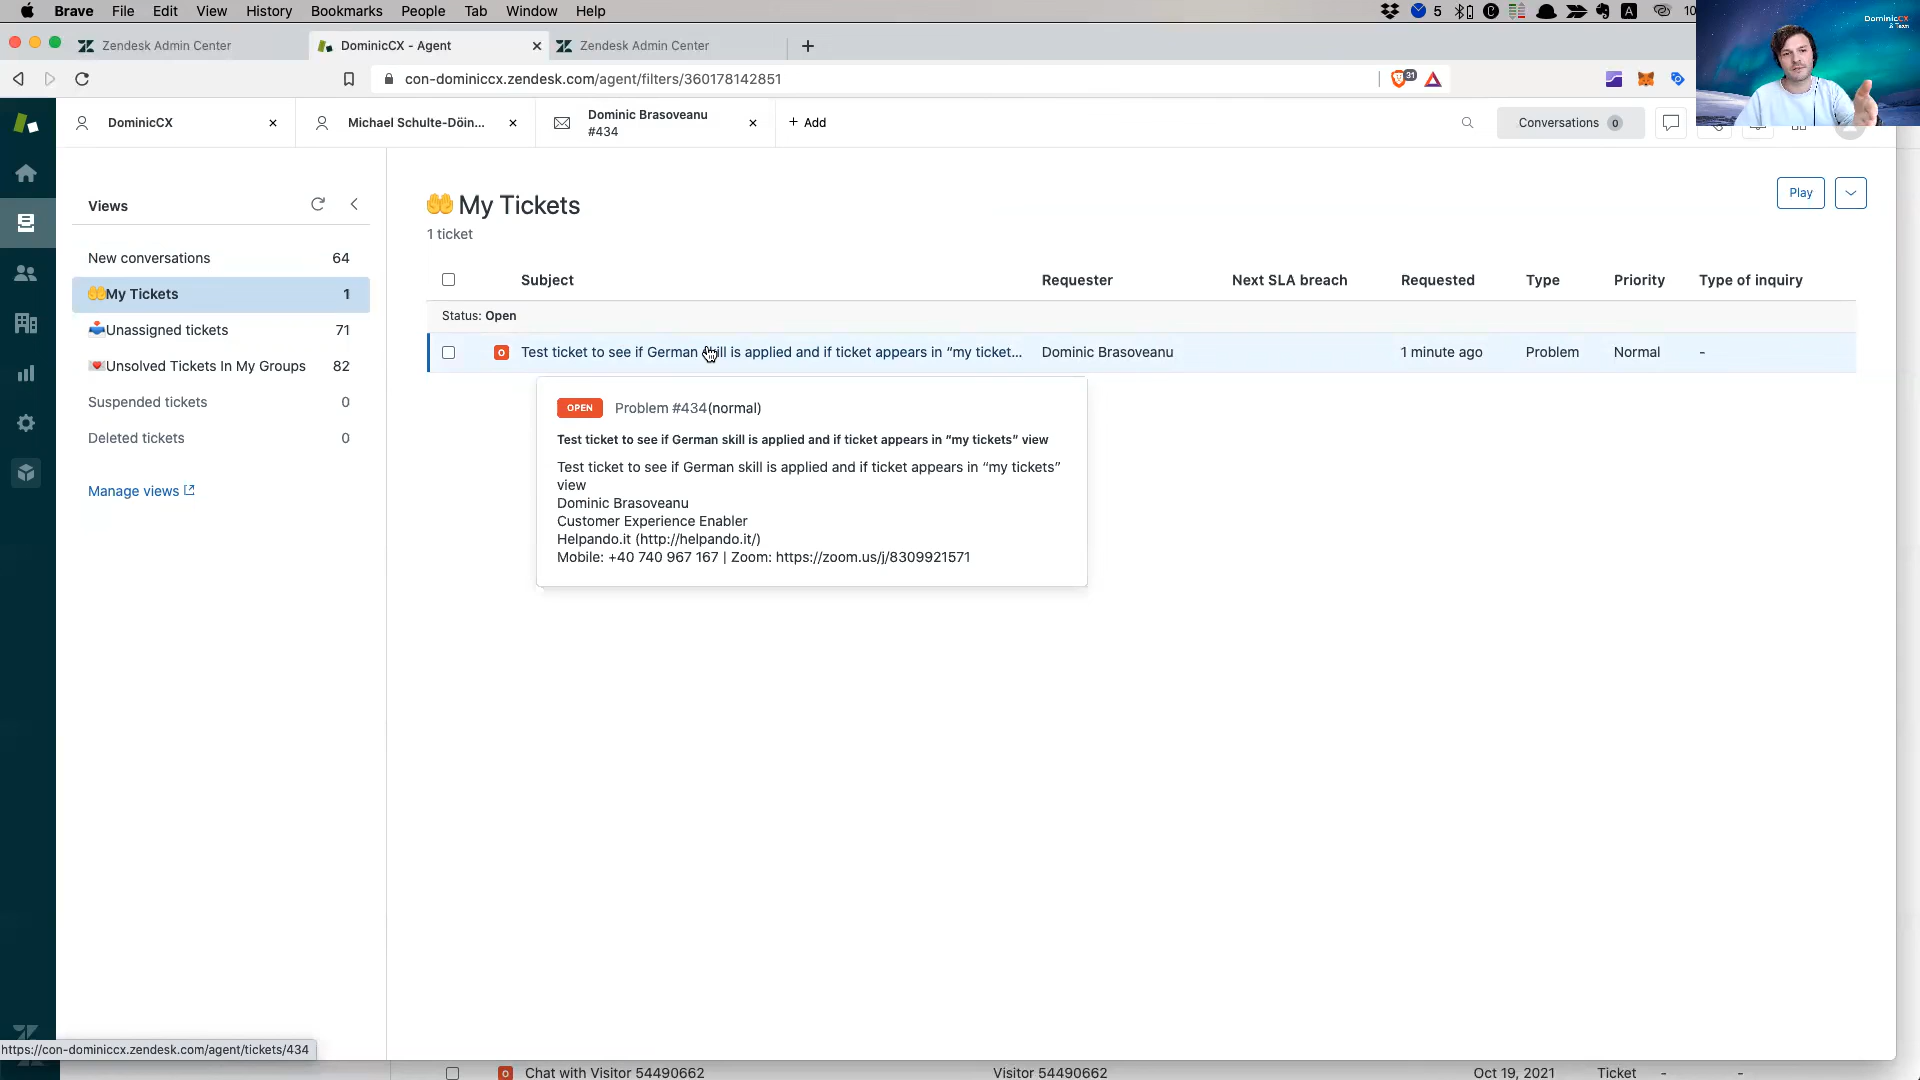 Brave File Edit View History Bookmarks People Tab Window Help 5 10
DominicCX
& Team
Zendesk Admin Center DominicCX - Agent Zendesk Admin Center
con-dominiccx.zendesk.com/agent/filters/360178142851 31
DominicCX Michael Schulte-Döin... Dominic Brasoveanu
#434
+ Add
Conversations 0
Views
New conversations 64
My Tickets 1
Unassigned tickets 71
Unsolved Tickets In My Groups 82
Suspended tickets 0
Deleted tickets 0
Manage views
My Tickets
1 ticket
Play
Subject Requester Next SLA breach Requested Type Priority Type of inquiry
Status: Open
O Test ticket to see if German skill is applied and if ticket appears in “my ticket... Dominic Brasoveanu 1 minute ago Problem Normal -
OPEN Problem #434(normal)
Test ticket to see if German skill is applied and if ticket appears in “my tickets” view
Test ticket to see if German skill is applied and if ticket appears in “my tickets”
view
Dominic Brasoveanu
Customer Experience Enabler
Helpando.it (http://helpando.it/)
Mobile: +40 740 967 167 | Zoom: https://zoom.us/j/8309921571
https://con-dominiccx.zendesk.com/agent/tickets/434
O Chat with Visitor 54490662 Visitor 54490662 Oct 19, 2021 Ticket - -